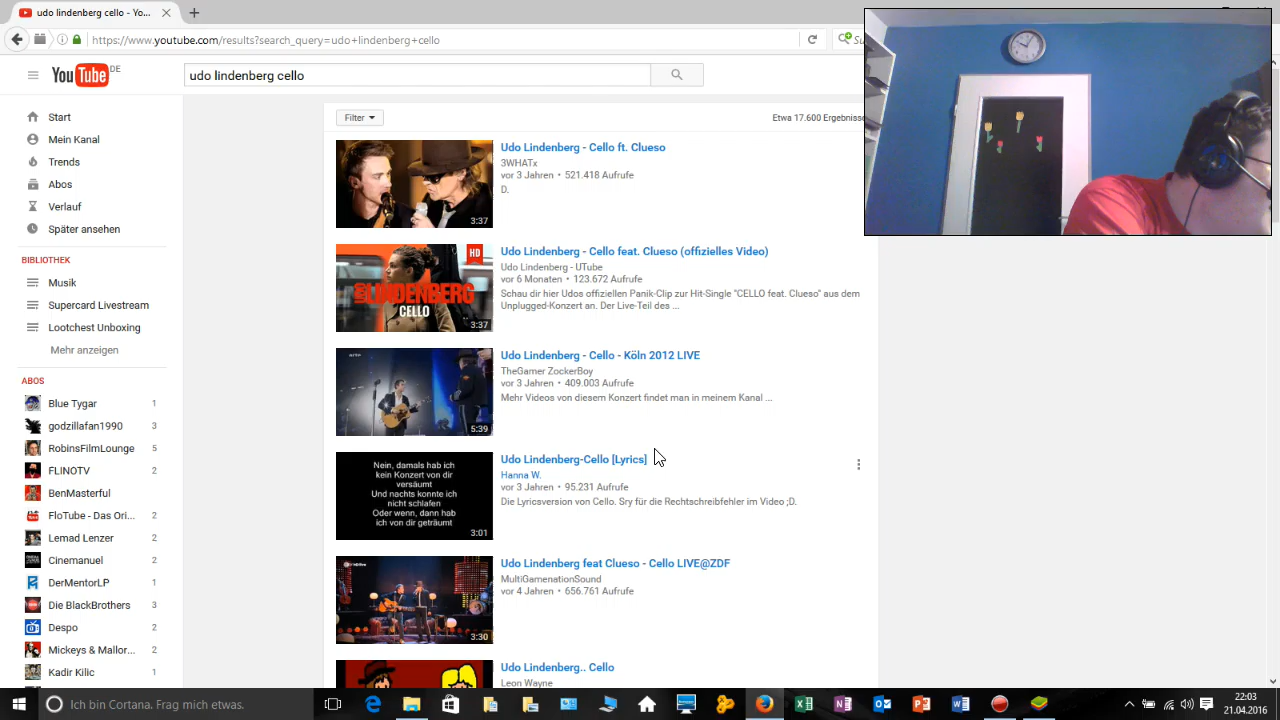 udo lindenberg cello - You
https://www.youtube.com/results?search_query=udo+lindenberg+cello
YouTube DE
udo lindenberg cello
Start
Mein Kanal
Trends
Abos
Verlauf
Später ansehen
BIBLIOTHEK
Musik
Supercard Livestream
Lootchest Unboxing
Mehr anzeigen
ABOS
Blue Tygar 1
godzillafan1990 3
RobinsFilmLounge 5
FLINOTV 2
BenMasterful
FloTube - Das Ori... 2
Lemad Lenzer 2
Cinemanuel 2
DerMentorLP 1
Die BlackBrothers 3
Despo 2
Mickeys & Mallor... 2
Kadir Kilic 1
Filter
Etwa 17.600 Ergebnisse
Udo Lindenberg - Cello ft. Clueso
3WHATx
vor 3 Jahren • 521.418 Aufrufe
D.
3:37
HD
UDO LINDENBERG
CELLO
3:37
Udo Lindenberg - Cello feat. Clueso (offizielles Video)
Udo Lindenberg - UTube
vor 6 Monaten • 123.672 Aufrufe
Schau dir hier Udos offiziellen Panik-Clip zur Hit-Single "CELLO feat. Clueso" aus dem
Unplugged-Konzert an. Der Live-Teil des ...
arte
5:39
Udo Lindenberg - Cello - Köln 2012 LIVE
TheGamer ZockerBoy
vor 3 Jahren • 409.003 Aufrufe
Mehr Videos von diesem Konzert findet man in meinem Kanal ...
Nein, damals hab ich
kein Konzert von dir
versäumt
Und nachts konnte ich
nicht schlafen
Oder wenn, dann hab
ich von dir geträumt
3:01
Udo Lindenberg-Cello [Lyrics]
Hanna W.
vor 3 Jahren • 95.231 Aufrufe
Die Lyricsversion von Cello. Sry für die Rechtschreibfehler im Video ;D.
3:30
Udo Lindenberg feat Clueso - Cello LIVE@ZDF
MultiGamenationSound
vor 4 Jahren • 656.761 Aufrufe
Udo Lindenberg.. Cello
Leon Wayne
Ich bin Cortana. Frag mich etwas.
22:03
21.04.2016